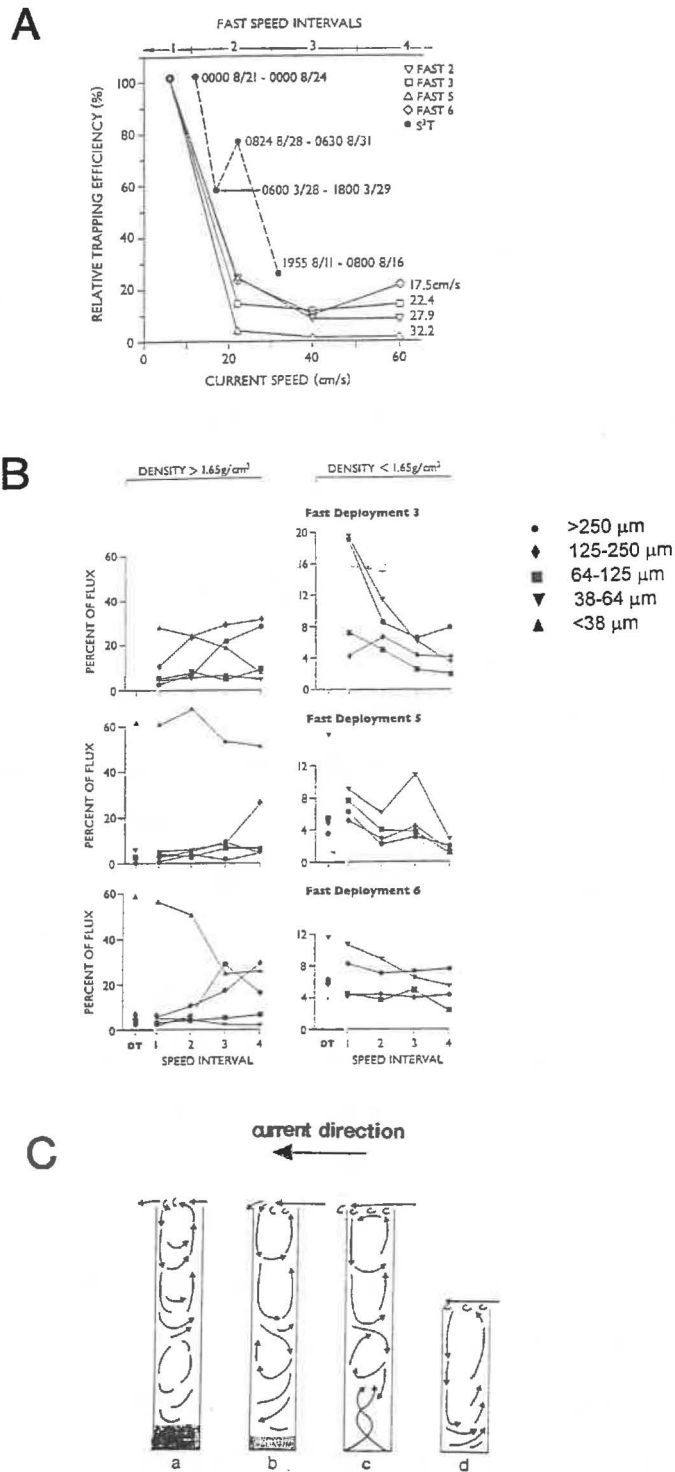 A
FAST SPEED INTERVALS
1 2 3 4
RELATIVE TRAPPING EFFICIENCY (%)
100
80
60
40
20
0
0 20 40 60
CURRENT SPEED (cm/s)
▽ FAST 2
□ FAST 3
△ FAST 5
◇ FAST 6
● S³T
0000 8/21 - 0000 8/24
0824 8/28 - 0630 8/31
0600 3/28 - 1800 3/29
1955 8/11 - 0800 8/16
17.5cm/s
22.4
27.9
32.2
B
DENSITY > 1.65g/cm³
DENSITY < 1.65g/cm³
Fast Deployment 3
PERCENT OF FLUX
60
40
20
0
20
16
12
8
4
0
● >250 µm
♦ 125-250 µm
■ 64-125 µm
▼ 38-64 µm
▲ <38 µm
Fast Deployment 5
PERCENT OF FLUX
60
40
20
0
12
8
4
0
Fast Deployment 6
PERCENT OF FLUX
60
40
20
0
12
8
4
0
DT 1 2 3 4
SPEED INTERVAL
DT 1 2 3 4
SPEED INTERVAL
C
current direction
a b c d